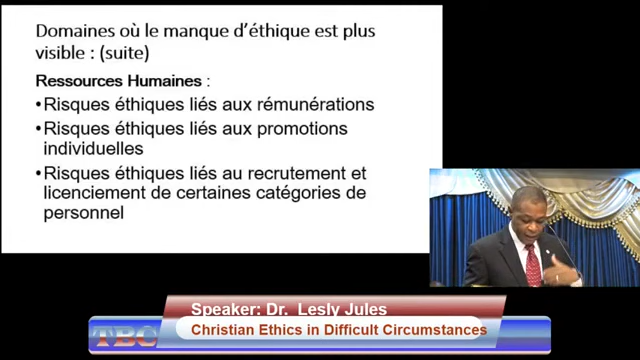 Domaines où le manque d'éthique est plus
visible : (suite)
Ressources Humaines :
•Risques éthiques liés aux rémunérations
•Risques éthiques liés aux promotions
individuelles
•Risques éthiques liés au recrutement et
licenciement de certaines catégories de
personnel
Speaker: Dr. Lesly Jules
TBC
Christian Ethics in Difficult Circumstances